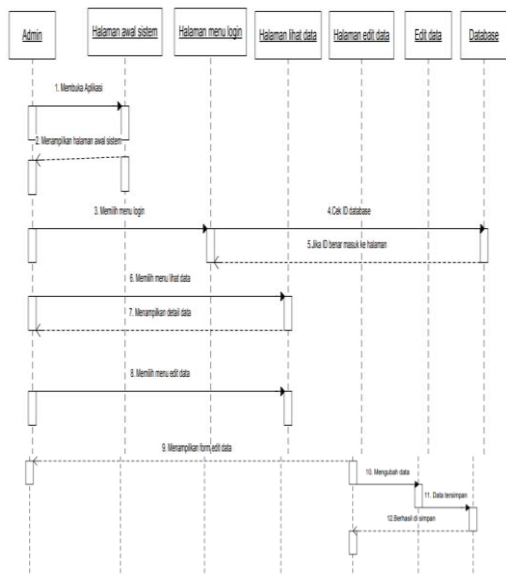 Admin
Halaman awal sistem
Halaman menu login
Halaman lihat data
Halaman edit data
Edit data
Database
1. Membuka Aplikasi
2. Menampilkan halaman awal sistem
3. Memilih menu login
4.Cek ID database
5.Jika ID benar masuk ke halaman
6. Memilih menu lihat data
7. Menampilkan detail data
8. Memilih menu edit data
9. Menampilkan form edit data
10. Mengubah data
11. Data tersimpan
12.Berhasil di simpan